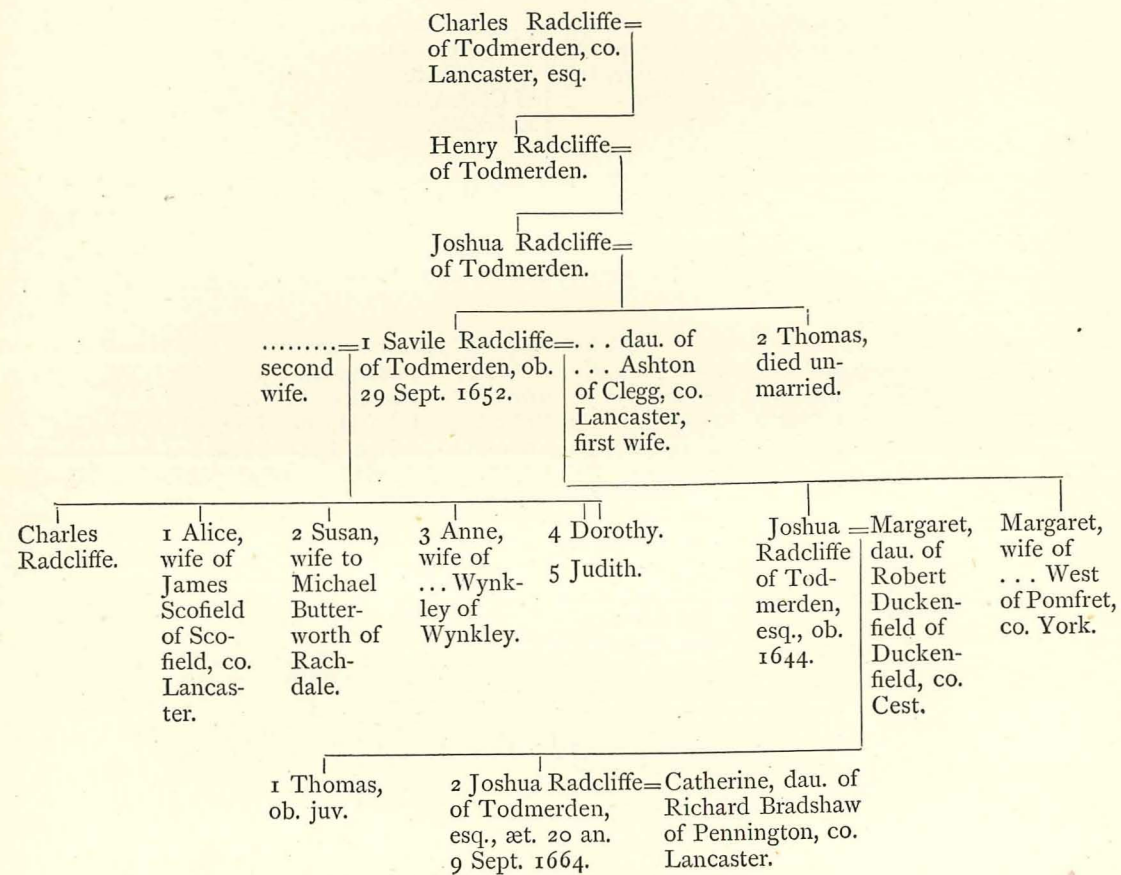 Charles Radcliffe=
of Todmerden, co.
Lancaster, esq.
Henry Radcliffe=
of Todmerden.
Joshua Radcliffe=
of Todmerden.
.........=
second
wife.
1 Savile Radcliffe=
of Todmerden, ob.
29 Sept. 1652.
. . . dau. of
. . . Ashton
of Clegg, co.
Lancaster,
first wife.
2 Thomas,
died un-
married.
Charles
Radcliffe.
1 Alice,
wife of
James
Scofield
of Sco-
field, co.
Lancas-
ter.
2 Susan,
wife to
Michael
Butter-
worth of
Rach-
dale.
3 Anne,
wife of
... Wynk-
ley of
Wynkley.
4 Dorothy.
5 Judith.
Joshua =
Radcliffe
of Tod-
merden,
esq., ob.
1644.
Margaret,
dau. of
Robert
Ducken-
field of
Ducken-
field, co.
Cest.
Margaret,
wife of
. . . West
of Pomfret,
co. York.
1 Thomas,
ob. juv.
2 Joshua Radcliffe=
of Todmerden,
esq., æt. 20 an.
9 Sept. 1664.
Catherine, dau. of
Richard Bradshaw
of Pennington, co.
Lancaster.